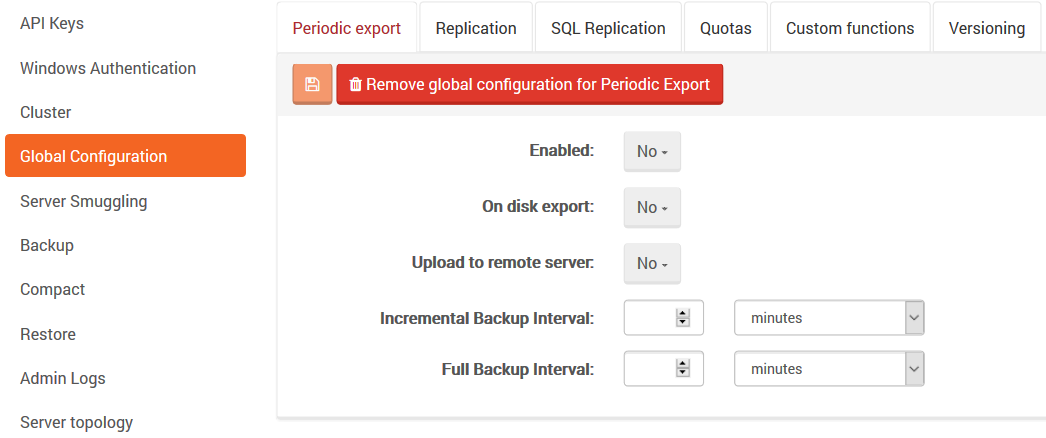 API Keys
Windows Authentication
Cluster
Global Configuration
Server Smuggling
Backup
Compact
Restore
Admin Logs
Server topology
Periodic export
Replication
SQL Replication
Quotas
Custom functions
Versioning
Remove global configuration for Periodic Export
Enabled: No
On disk export: No
Upload to remote server: No
Incremental Backup Interval: minutes
Full Backup Interval: minutes